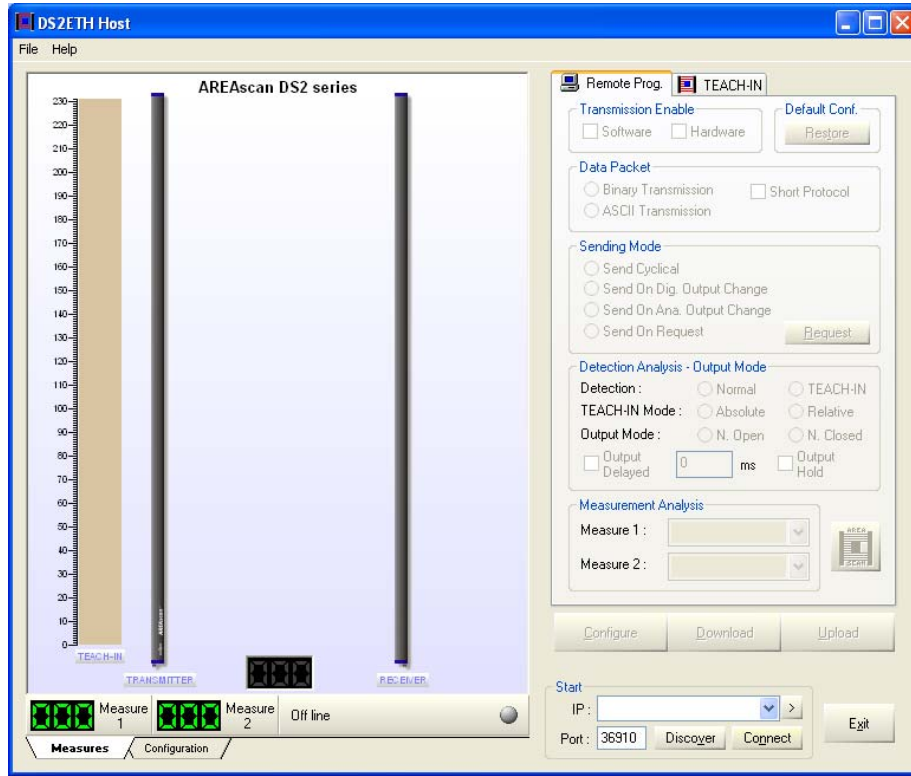 DS2ETH Host
File Help
AREAscan DS2 series
230
220
210
200
190
180
170
160
150
140
130
120
110
100
90
80
70
60
50
40
30
20
10
0
TEACH-IN
AREAscan
TRANSMITTER
RECEIVER
Measure 1
Measure 2
Off line
Measures
Configuration
Remote Prog.
TEACH-IN
Transmission Enable
Software Hardware
Default Conf.
Restore
Data Packet
Binary Transmission Short Protocol
ASCII Transmission
Sending Mode
Send Cyclical
Send On Dig. Output Change
Send On Ana. Output Change
Send On Request Request
Detection Analysis - Output Mode
Detection : Normal TEACH-IN
TEACH-IN Mode : Absolute Relative
Output Mode : N. Open N. Closed
Output Delayed 0 ms Output Hold
Measurement Analysis
Measure 1 :
Measure 2 :
AREA
SCAN
Configure Download Upload
Start
IP : >
Port : 36910 Discover Connect
Exit